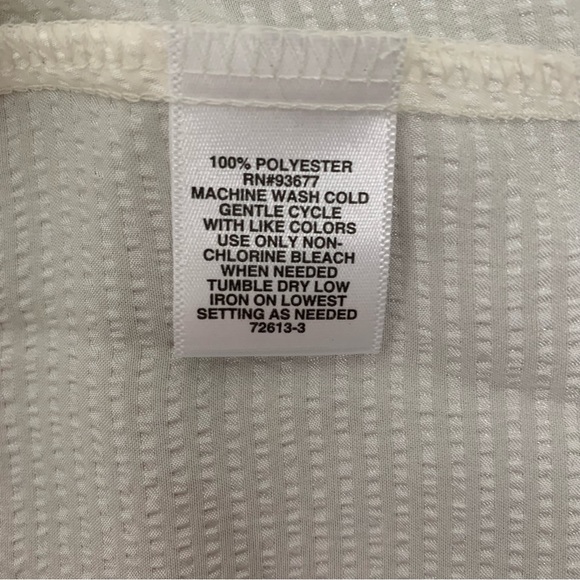 100% POLYESTER
RN#93677
MACHINE WASH COLD
GENTLE CYCLE
WITH LIKE COLORS
USE ONLY NON-
CHLORINE BLEACH
WHEN NEEDED
TUMBLE DRY LOW
IRON ON LOWEST
SETTING AS NEEDED
72613-3